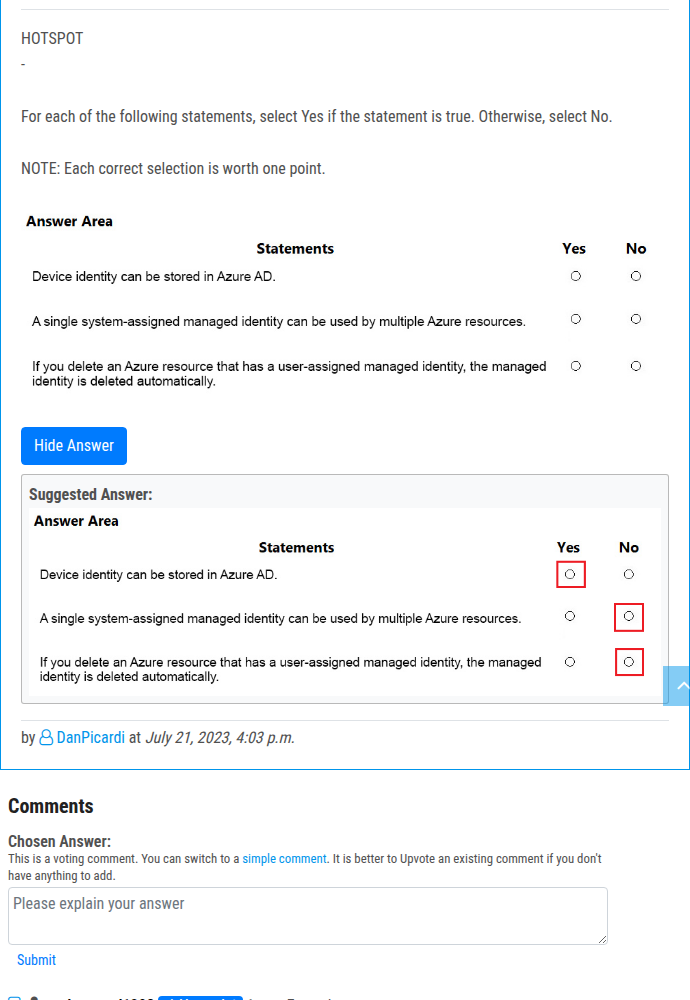 HOTSPOT
-
For each of the following statements, select Yes if the statement is true. Otherwise, select No.
NOTE: Each correct selection is worth one point.
Answer Area
Statements Yes No
Device identity can be stored in Azure AD.
A single system-assigned managed identity can be used by multiple Azure resources.
If you delete an Azure resource that has a user-assigned managed identity, the managed
identity is deleted automatically.
Hide Answer
Suggested Answer:
Answer Area
Statements Yes No
Device identity can be stored in Azure AD.
A single system-assigned managed identity can be used by multiple Azure resources.
If you delete an Azure resource that has a user-assigned managed identity, the managed
identity is deleted automatically.
by DanPicardi at July 21, 2023, 4:03 p.m.
Comments
Chosen Answer:
This is a voting comment. You can switch to a simple comment. It is better to Upvote an existing comment if you don't
have anything to add.
Please explain your answer
Submit